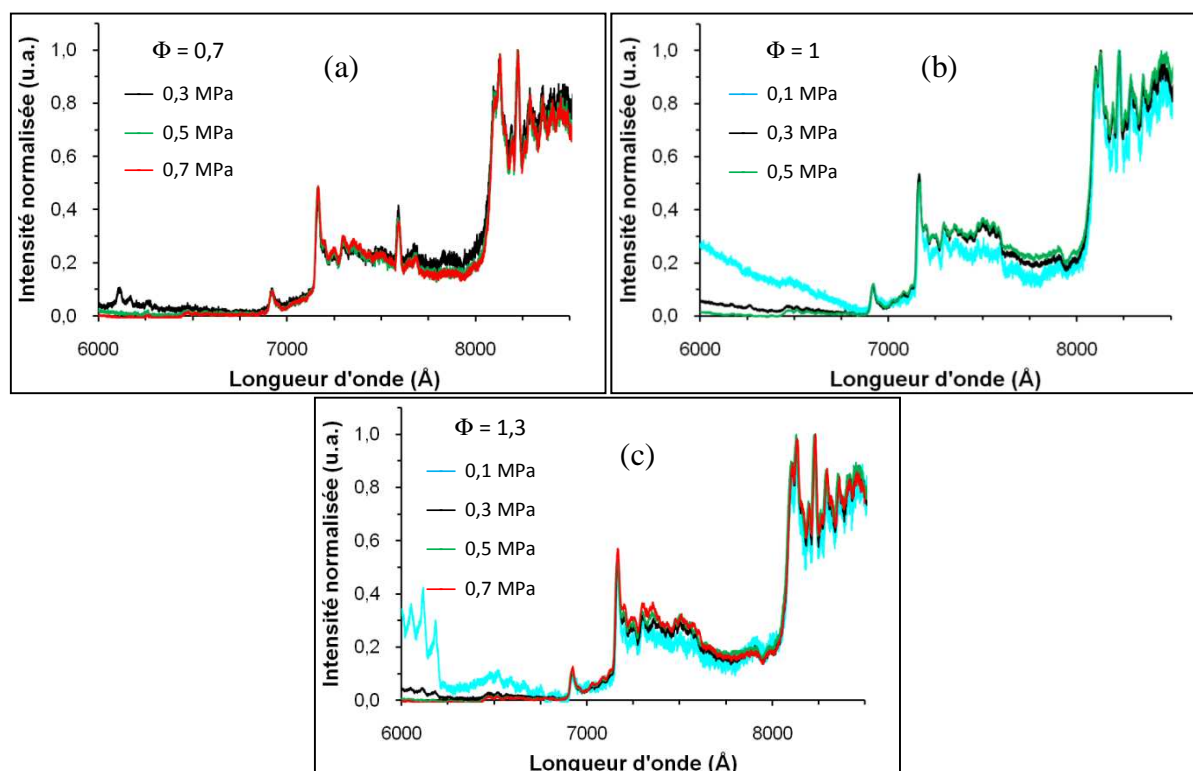 Φ = 0,7
(a)
0,3 MPa
0,5 MPa
0,7 MPa
Intensité normalisée (u.a.)
1,0
0,8
0,6
0,4
0,2
0,0
6000 7000 8000
Longueur d'onde (Å)
Φ = 1
(b)
0,1 MPa
0,3 MPa
0,5 MPa
Intensité normalisée (u.a.)
1,0
0,8
0,6
0,4
0,2
0,0
6000 7000 8000
Longueur d'onde (Å)
Φ = 1,3
(c)
0,1 MPa
0,3 MPa
0,5 MPa
0,7 MPa
Intensité normalisée (u.a.)
1,0
0,8
0,6
0,4
0,2
0,0
6000 7000 8000
Longueur d'onde (Å)